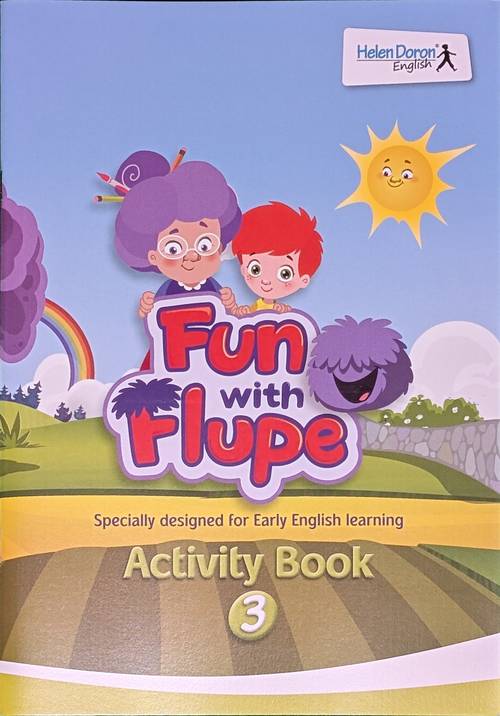 Helen Doron®
English
Fun
with
Flupe
Specially designed for Early English learning
Activity Book
3